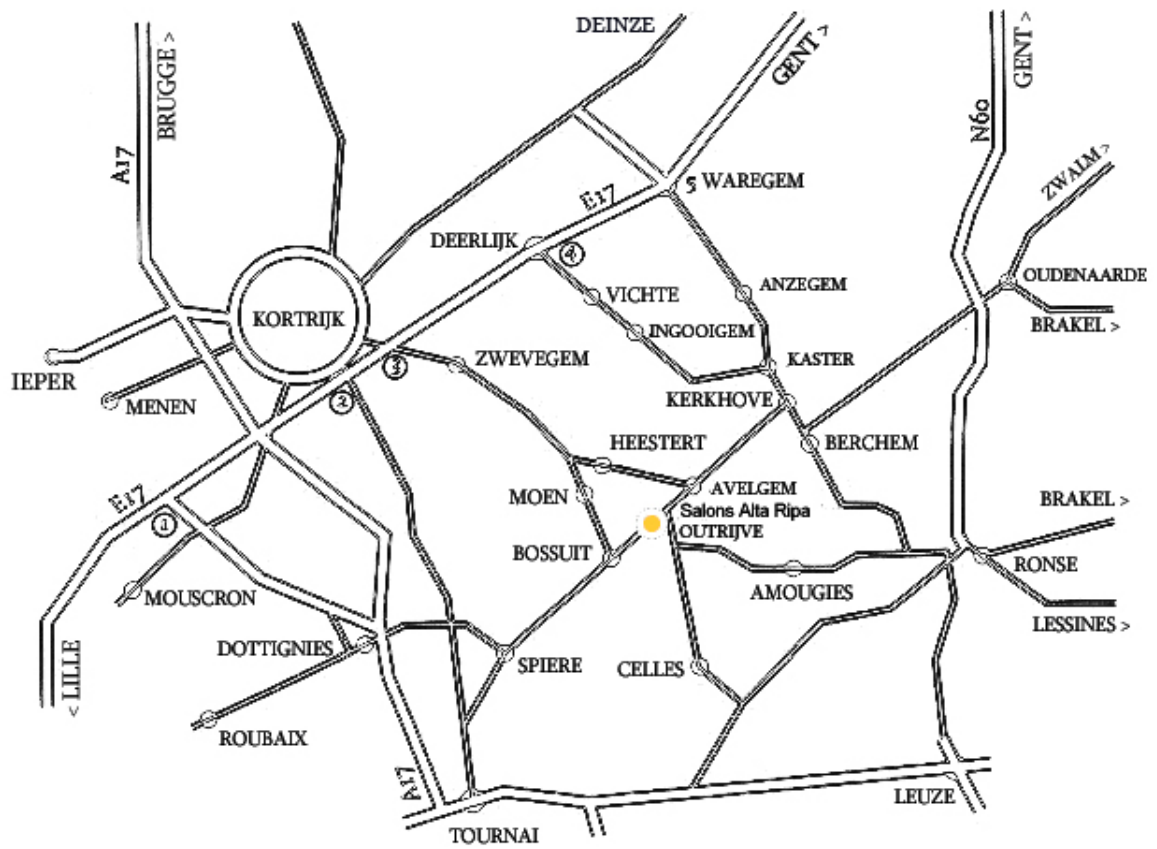 DEINZE
BRUGGE >
GENT >
GENT >
A17
N60
ZWALM >
5 WAREGEM
E17
DEERLIJK
4
OUDENAARDE
ANZEGEM
VICHTE
KORTRIJK
INGOOIGEM
BRAKEL >
3
ZWEVEGEM
KASTER
IEPER
2
KERKHOVE
MENEN
HEESTERT
BERCHEM
E17
MOEN
AVELGEM
BRAKEL >
Salons Alta Ripa
1
OUTRIJVE
BOSSUIT
RONSE
MOUSCRON
AMOUGIES
LESSINES >
DOTTIGNIES
SPIERE
CELLES
< LILLE
ROUBAIX
A17
LEUZE
TOURNAI